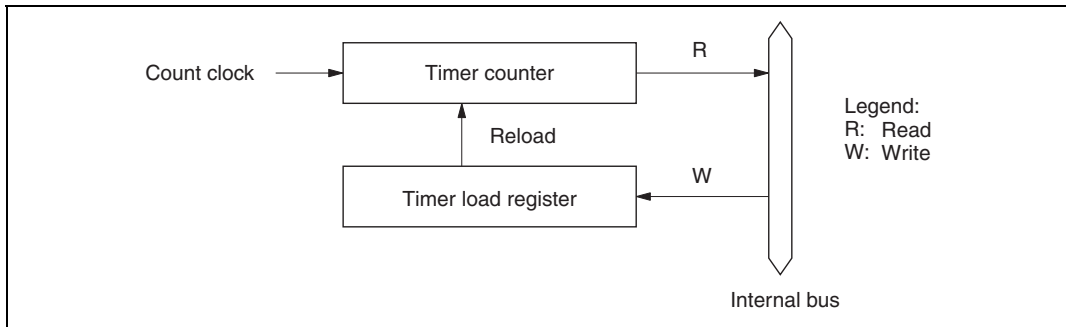 Count clock
Timer counter
R
Reload
Timer load register
W
Internal bus
Legend:
R: Read
W: Write